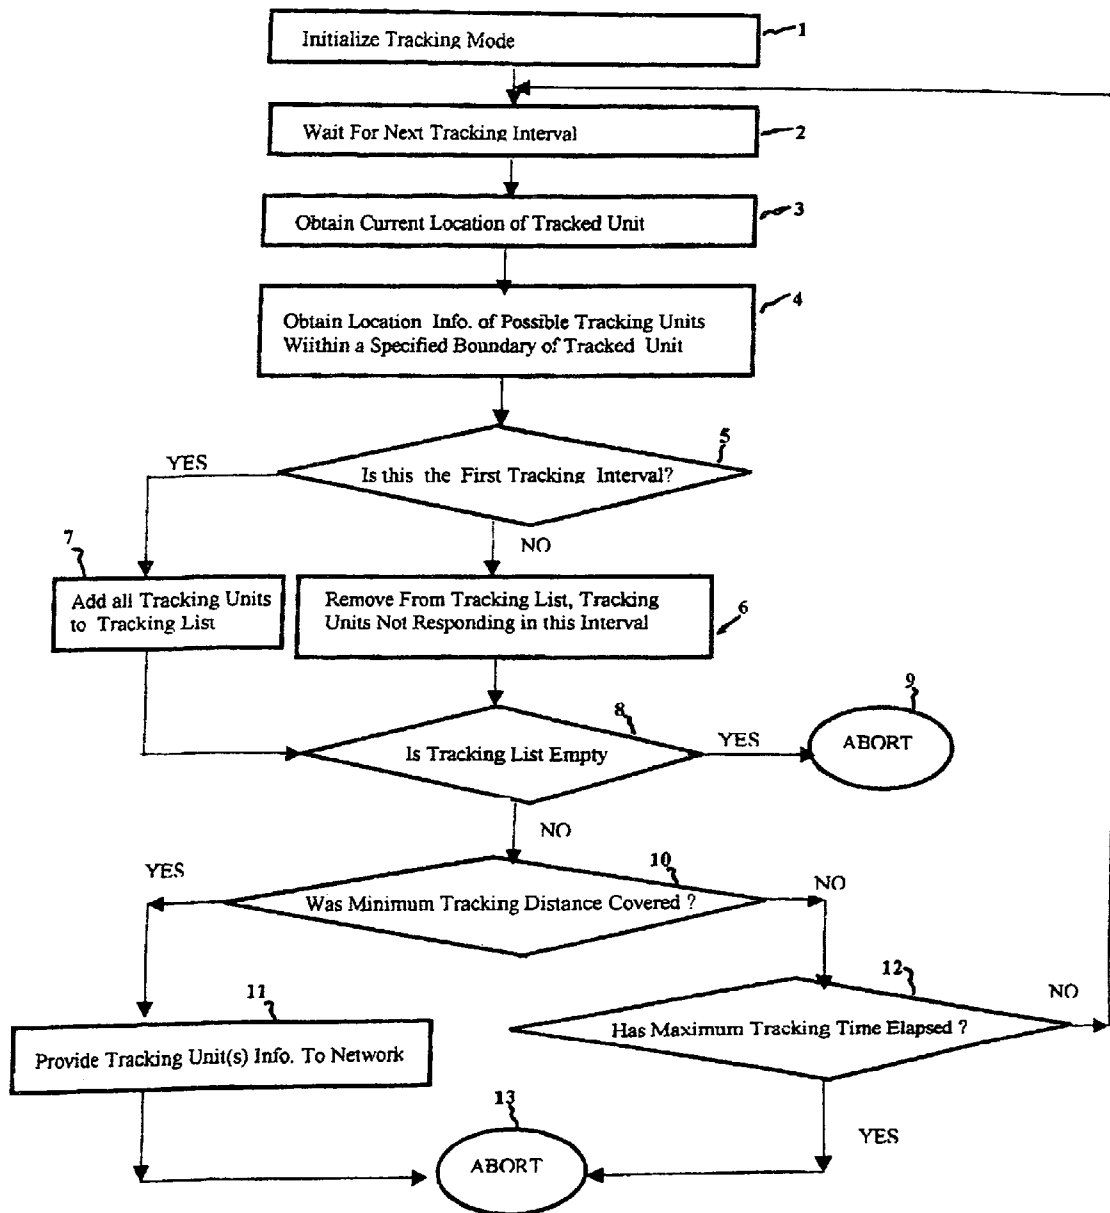 Initialize Tracking Mode
1
Wait For Next Tracking Interval
2
Obtain Current Location of Tracked Unit
3
Obtain Location Info. of Possible Tracking Units
Wiithin a Specified Boundary of Tracked Unit
4
5
YES
Is this the First Tracking Interval?
NO
7
Add all Tracking Units
to Tracking List
Remove From Tracking List, Tracking
Units Not Responding in this Interval
6
8
Is Tracking List Empty
YES
9
ABORT
NO
YES
10
Was Minimum Tracking Distance Covered ?
NO
12
Has Maximum Tracking Time Elapsed ?
NO
11
Provide Tracking Unit(s) Info. To Network
YES
13
ABORT